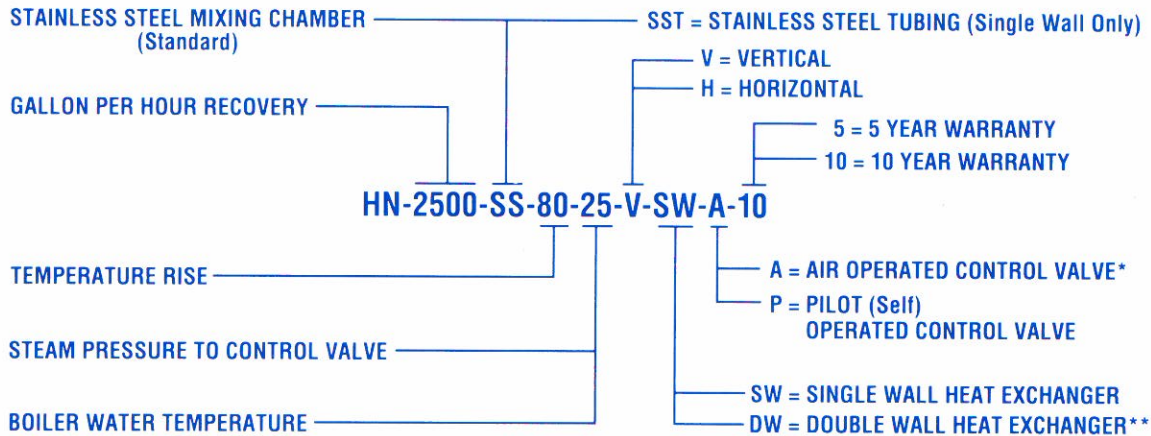 STAINLESS STEEL MIXING CHAMBER
(Standard)
SST = STAINLESS STEEL TUBING (Single Wall Only)
V = VERTICAL
H = HORIZONTAL
GALLON PER HOUR RECOVERY
5 = 5 YEAR WARRANTY
10 = 10 YEAR WARRANTY
HN-2500-SS-80-25-V-SW-A-10
TEMPERATURE RISE
A = AIR OPERATED CONTROL VALVE*
P = PILOT (Self)
OPERATED CONTROL VALVE
STEAM PRESSURE TO CONTROL VALVE
SW = SINGLE WALL HEAT EXCHANGER
BOILER WATER TEMPERATURE
DW = DOUBLE WALL HEAT EXCHANGER**